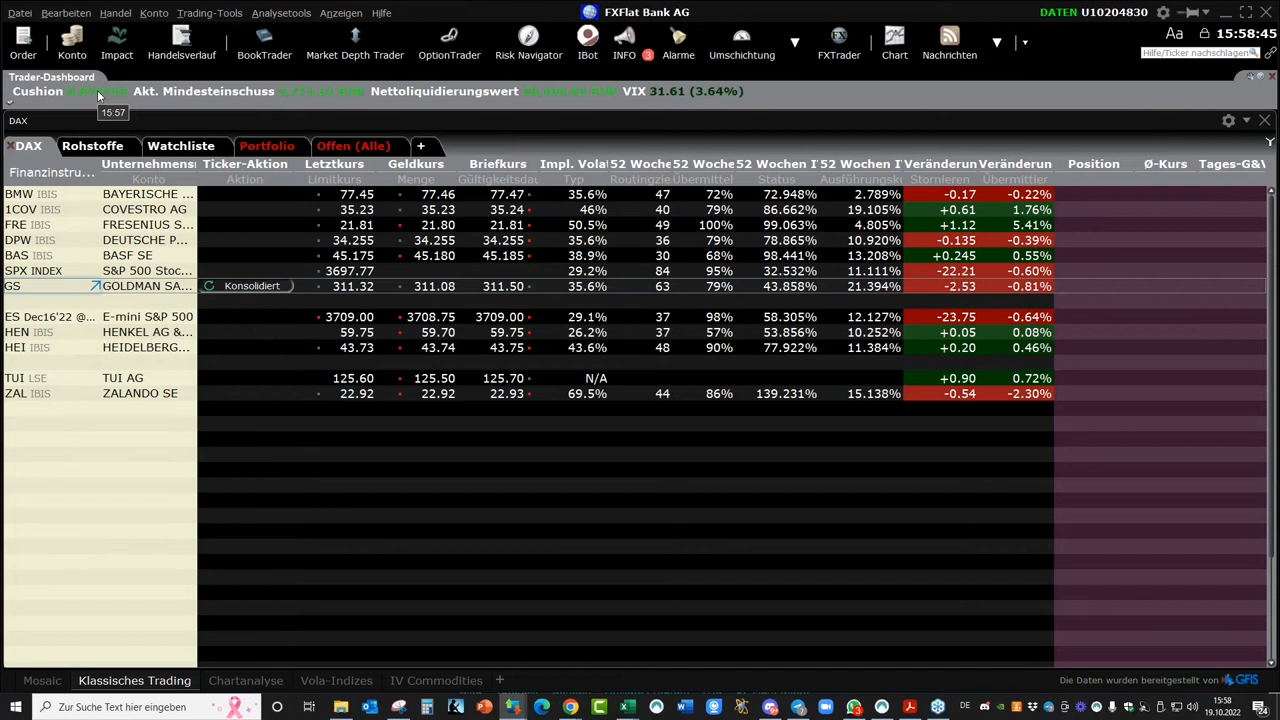 Datei Bearbeiten Handel Konto Trading-Tools Analysetools Anzeigen Hilfe FXFlat Bank AG DATEN U10204830
Aa 15:58:45
Order Konto Impact Handelsverlauf BookTrader Market Depth Trader OptionTrader Risk Navigator IBot INFO 3 Alarme Umschichtung FXTrader Chart Nachrichten Hilfe/Ticker nachschlagen
Trader-Dashboard
Cushion Akt. Mindesteinschuss Nettoliquidierungswert VIX 31.61 (3.64%)
15.57
DAX
DAX Rohstoffe Watchliste Portfolio Offen (Alle) +
Finanzinstru... Unternehmens Ticker-Aktion Letztkurs Geldkurs Briefkurs Impl. Vola 52 Woche 52 Woche 52 Wochen I 52 Wochen I Veränderun Veränderun Position Ø-Kurs Tages-G&V
Konto Aktion Limitkurs Menge Gültigkeitsdau Typ Routingzie Übermittel Status Ausführungsk Stornieren Übermittier
BMW IBIS BAYERISCHE ... 77.45 77.46 77.47 35.6% 47 72% 72.948% 2.789% -0.17 -0.22%
1COV IBIS COVESTRO AG 35.23 35.23 35.24 46% 40 79% 86.662% 19.105% +0.61 1.76%
FRE IBIS FRESENIUS S... 21.81 21.80 21.81 50.5% 49 100% 99.063% 4.805% +1.12 5.41%
DPW IBIS DEUTSCHE P... 34.255 34.255 34.265 35.6% 36 79% 78.865% 10.920% -0.135 -0.39%
BAS IBIS BASF SE 45.175 45.180 45.185 38.9% 30 68% 98.441% 13.208% +0.245 0.55%
SPX INDEX S&P 500 Stoc... 3697.77 29.2% 84 95% 32.532% 11.111% -22.21 -0.60%
GS GOLDMAN SA... Konsolidiert 311.32 311.08 311.50 35.6% 63 79% 43.858% 21.394% -2.53 -0.81%
ES Dec16'22 @... E-mini S&P 500 3709.00 3708.75 3709.00 29.1% 37 98% 58.305% 12.127% -23.75 -0.64%
HEN IBIS HENKEL AG &... 59.75 59.70 59.75 26.2% 37 57% 53.856% 10.252% +0.05 0.08%
HEI IBIS HEIDELBERG... 43.73 43.74 43.75 43.6% 48 90% 77.922% 11.384% +0.20 0.46%
TUI LSE TUI AG 125.60 125.50 125.70 N/A +0.90 0.72%
ZAL IBIS ZALANDO SE 22.92 22.92 22.93 69.5% 44 86% 139.231% 15.138% -0.54 -2.30%
Mosaic Klassisches Trading Chartanalyse Vola-Indizes IV Commodities + Die Daten wurden bereitgestellt von GFIS
Zur Suche Text hier eingeben DE 15:58
19.10.2022